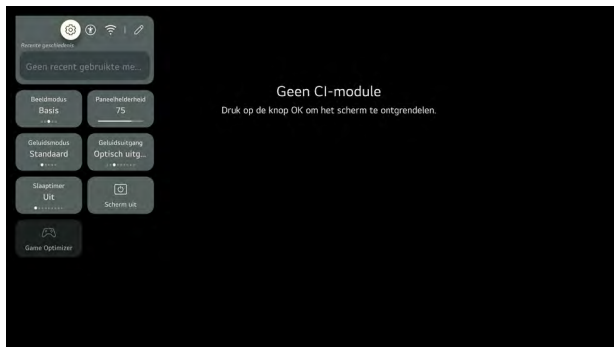 Recente geschiedenis
Geen recent gebruikte me...
Beeldmodus
Basis
Paneelhelderheid
75
Geluidsmodus
Standaard
Geluidsuitgang
Optisch uitg...
Slaaptimer
Uit
Scherm uit
Game Optimizer
Geen CI-module
Druk op de knop OK om het scherm te ontgrendelen.